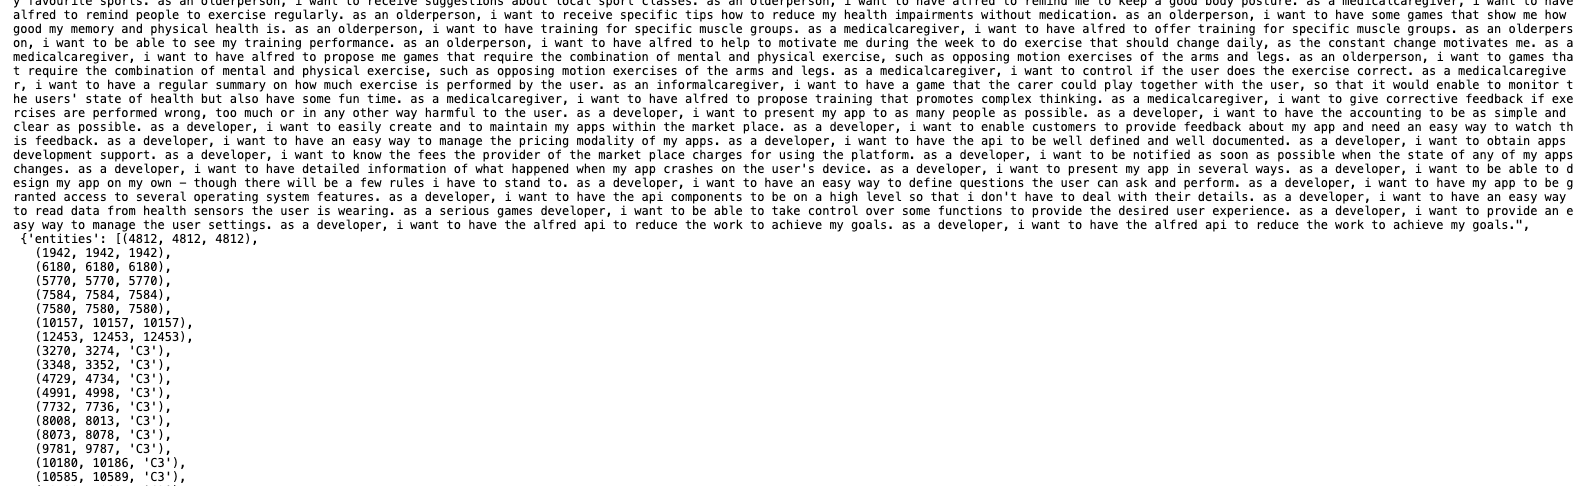 y favourite sports. as an olderperson, i want to receive suggestions about local sport classes. as an olderperson, i want to have alfred to remind me to keep a good body posture. as a medicalcaregiver, i want to have
alfred to remind people to exercise regularly. as an olderperson, i want to receive specific tips how to reduce my health impairments without medication. as an olderperson, i want to have some games that show me how
good my memory and physical health is. as an olderperson, i want to have training for specific muscle groups. as a medicalcaregiver, i want to have alfred to offer training for specific muscle groups. as an olderpers
on, i want to be able to see my training performance. as an olderperson, i want to have alfred to help to motivate me during the week to do exercise that should change daily, as the constant change motivates me. as a
medicalcaregiver, i want to have alfred to propose me games that require the combination of mental and physical exercise, such as opposing motion exercises of the arms and legs. as an olderperson, i want to games tha
t require the combination of mental and physical exercise, such as opposing motion exercises of the arms and legs. as a medicalcaregiver, i want to control if the user does the exercise correct. as a medicalcaregive
r, i want to have a regular summary on how much exercise is performed by the user. as an informalcaregiver, i want to have a game that the carer could play together with the user, so that it would enable to monitor t
he users' state of health but also have some fun time. as a medicalcaregiver, i want to have alfred to propose training that promotes complex thinking. as a medicalcaregiver, i want to give corrective feedback if exe
rcises are performed wrong, too much or in any other way harmful to the user. as a developer, i want to present my app to as many people as possible. as a developer, i want to have the accounting to be as simple and
clear as possible. as a developer, i want to easily create and to maintain my apps within the market place. as a developer, i want to enable customers to provide feedback about my app and need an easy way to watch th
is feedback. as a developer, i want to have an easy way to manage the pricing modality of my apps. as a developer, i want to have the api to be well defined and well documented. as a developer, i want to obtain apps
development support. as a developer, i want to know the fees the provider of the market place charges for using the platform. as a developer, i want to be notified as soon as possible when the state of any of my apps
changes. as a developer, i want to have detailed information of what happened when my app crashes on the user's device. as a developer, i want to present my app in several ways. as a developer, i want to be able to d
esign my app on my own – though there will be a few rules i have to stand to. as a developer, i want to have an easy way to define questions the user can ask and perform. as a developer, i want to have my app to be g
ranted access to several operating system features. as a developer, i want to have the api components to be on a high level so that i don't have to deal with their details. as a developer, i want to have an easy way
to read data from health sensors the user is wearing. as a serious games developer, i want to be able to take control over some functions to provide the desired user experience. as a developer, i want to provide an e
asy way to manage the user settings. as a developer, i want to have the alfred api to reduce the work to achieve my goals. as a developer, i want to have the alfred api to reduce the work to achieve my goals.",
{'entities': [(4812, 4812, 4812),
(1942, 1942, 1942),
(6180, 6180, 6180),
(5770, 5770, 5770),
(7584, 7584, 7584),
(7580, 7580, 7580),
(10157, 10157, 10157),
(12453, 12453, 12453),
(3270, 3274, 'C3'),
(3348, 3352, 'C3'),
(4729, 4734, 'C3'),
(4991, 4998, 'C3'),
(7732, 7736, 'C3'),
(8008, 8013, 'C3'),
(8073, 8078, 'C3'),
(9781, 9787, 'C3'),
(10180, 10186, 'C3'),
(10585, 10589, 'C3'),